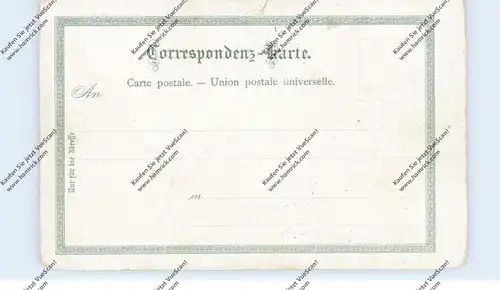 Correspondenz-Karte.
Carte postale. — Union postale universelle.
An
Nur für die Adresse
in
Kaufen Sie jetzt VueScan!
www.hamrick.com